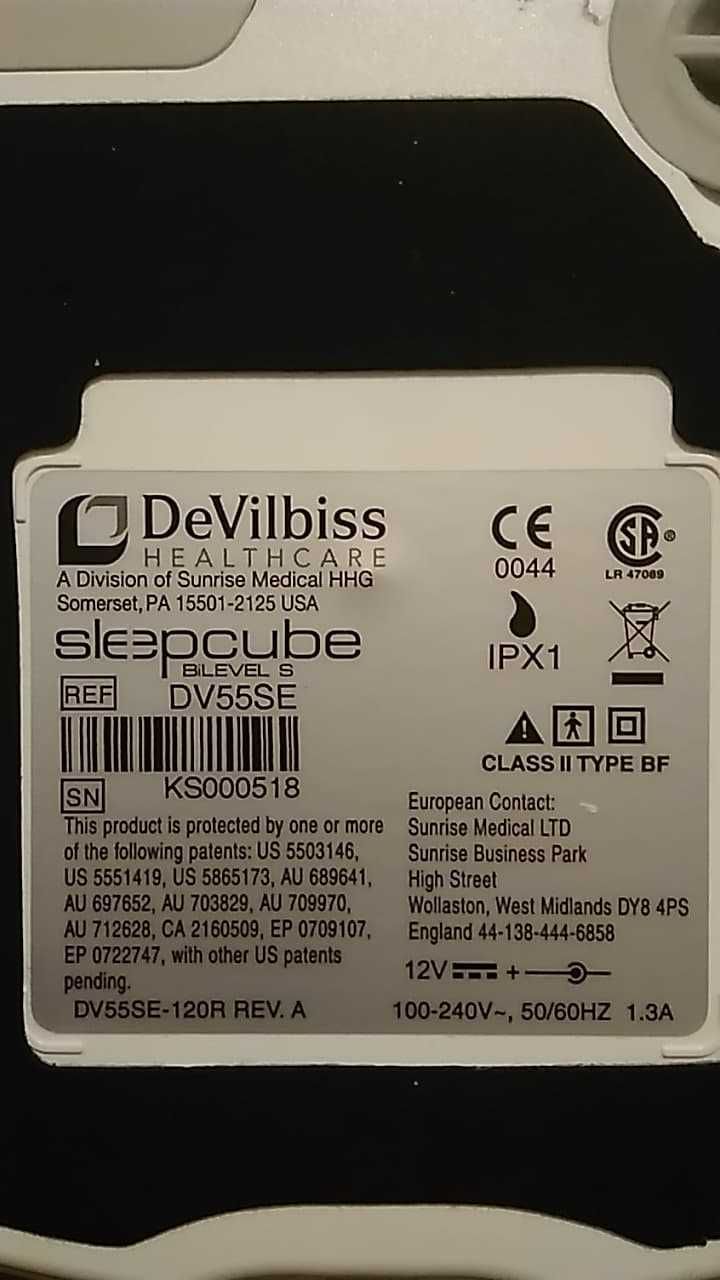 DeVilbiss
HEALTHCARE
A Division of Sunrise Medical HHG
Somerset, PA 15501-2125 USA
sleepcube
BiLEVEL S
REF DV55SE
SN KS000518
This product is protected by one or more
of the following patents: US 5503146,
US 5551419, US 5865173, AU 689641,
AU 697652, AU 703829, AU 709970,
AU 712628, CA 2160509, EP 0709107,
EP 0722747, with other US patents
pending.
DV55SE-120R REV. A
CE
0044
SA ®
LR 47089
IPX1
CLASS II TYPE BF
European Contact:
Sunrise Medical LTD
Sunrise Business Park
High Street
Wollaston, West Midlands DY8 4PS
England 44-138-444-6858
12V +
100-240V~, 50/60HZ 1.3A